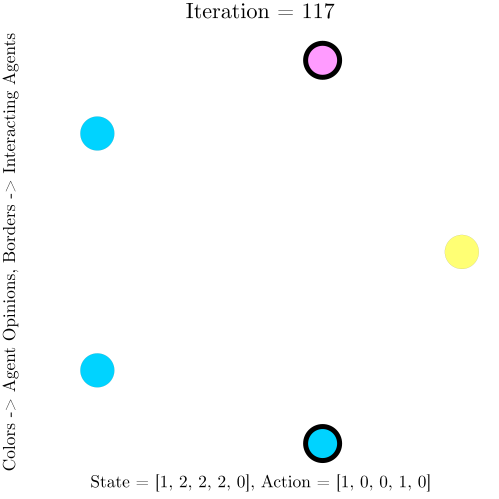 Iteration = 117
Colors -> Agent Opinions, Borders -> Interacting Agents
State = [1, 2, 2, 2, 0], Action = [1, 0, 0, 1, 0]